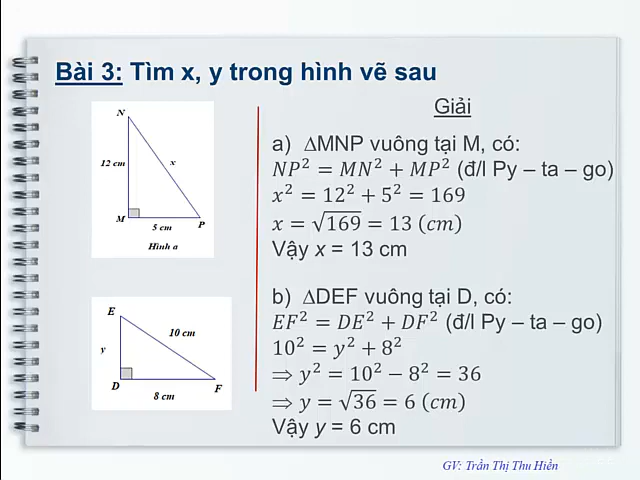 Bài 3: Tìm x, y trong hình vẽ sau
N
12 cm
x
M
5 cm
P
Hình a
E
10 cm
y
D
8 cm
F
Giải
a) ∆MNP vuông tại M, có:
𝑁𝑃² = 𝑀𝑁² + 𝑀𝑃² (đ/l Py – ta – go)
𝑥² = 12² + 5² = 169
𝑥 = √169 = 13 (𝑐𝑚)
Vậy x = 13 cm
b) ∆DEF vuông tại D, có:
𝐸𝐹² = 𝐷𝐸² + 𝐷𝐹² (đ/l Py – ta – go)
10² = 𝑦² + 8²
⇒ 𝑦² = 10² − 8² = 36
⇒ 𝑦 = √36 = 6 (𝑐𝑚)
Vậy y = 6 cm
GV: Trần Thị Thu Hiền